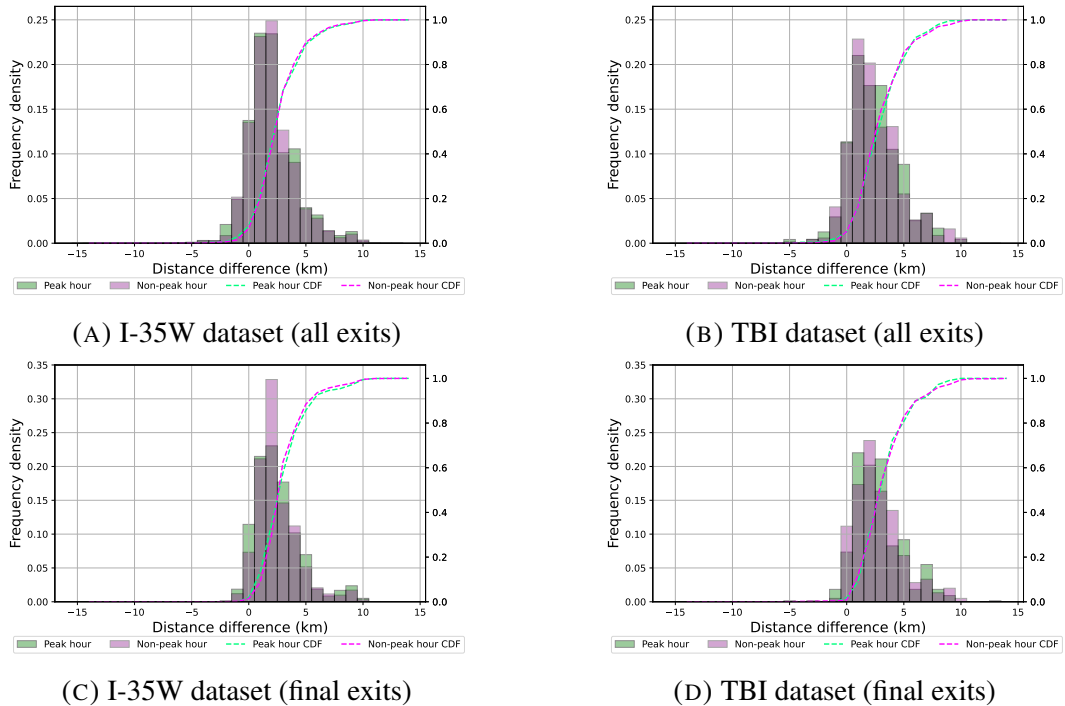 0.25
0.20
0.15
0.10
0.05
0.00
Frequency density
1.0
0.8
0.6
0.4
0.2
0.0
−15 −10 −5 0 5 10 15
Distance difference (km)
Peak hour Non-peak hour Peak hour CDF Non-peak hour CDF
(A) I-35W dataset (all exits)
0.25
0.20
0.15
0.10
0.05
0.00
Frequency density
1.0
0.8
0.6
0.4
0.2
0.0
−15 −10 −5 0 5 10 15
Distance difference (km)
Peak hour Non-peak hour Peak hour CDF Non-peak hour CDF
(B) TBI dataset (all exits)
0.35
0.30
0.25
0.20
0.15
0.10
0.05
0.00
Frequency density
1.0
0.8
0.6
0.4
0.2
0.0
−15 −10 −5 0 5 10 15
Distance difference (km)
Peak hour Non-peak hour Peak hour CDF Non-peak hour CDF
(C) I-35W dataset (final exits)
0.35
0.30
0.25
0.20
0.15
0.10
0.05
0.00
Frequency density
1.0
0.8
0.6
0.4
0.2
0.0
−15 −10 −5 0 5 10 15
Distance difference (km)
Peak hour Non-peak hour Peak hour CDF Non-peak hour CDF
(D) TBI dataset (final exits)